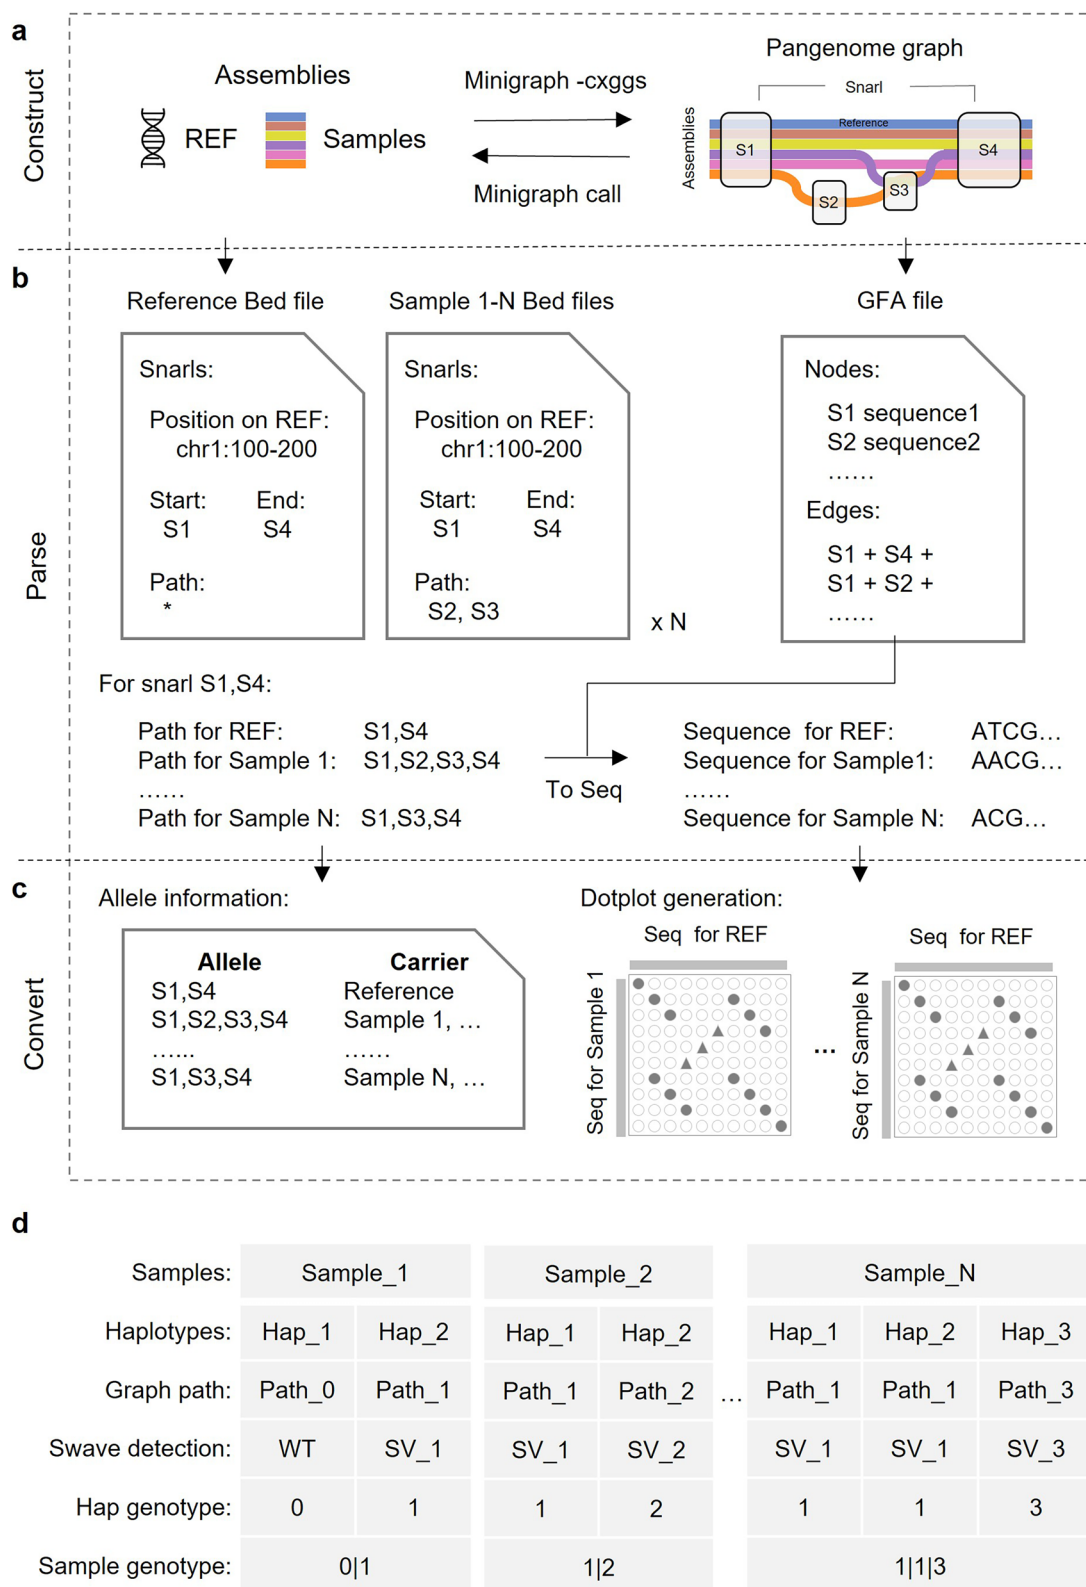 a
Construct
Assemblies
REF
Samples
Minigraph -cxggs
Minigraph call
Pangenome graph
Snarl
Assemblies
Reference
S1
S4
S2
S3
b
Parse
Reference Bed file
Snarls:
Position on REF:
chr1:100-200
Start: End:
S1 S4
Path:
*
Sample 1-N Bed files
Snarls:
Position on REF:
chr1:100-200
Start: End:
S1 S4
Path:
S2, S3
x N
GFA file
Nodes:
S1 sequence1
S2 sequence2
……
Edges:
S1 + S4 +
S1 + S2 +
……
For snarl S1,S4:
Path for REF: S1,S4
Path for Sample 1: S1,S2,S3,S4
……
Path for Sample N: S1,S3,S4
To Seq
Sequence for REF: ATCG…
Sequence for Sample1: AACG…
……
Sequence for Sample N: ACG…
c
Convert
Allele information:
Allele Carrier
S1,S4 Reference
S1,S2,S3,S4 Sample 1, …
…... ……
S1,S3,S4 Sample N, …
Dotplot generation:
Seq for REF
Seq for Sample 1
...
Seq for REF
Seq for Sample N
d
Samples: Sample_1 Sample_2 Sample_N
Haplotypes: Hap_1 Hap_2 Hap_1 Hap_2 Hap_1 Hap_2 Hap_3
Graph path: Path_0 Path_1 Path_1 Path_2 … Path_1 Path_1 Path_3
Swave detection: WT SV_1 SV_1 SV_2 SV_1 SV_1 SV_3
Hap genotype: 0 1 1 2 1 1 3
Sample genotype: 0|1 1|2 1|1|3